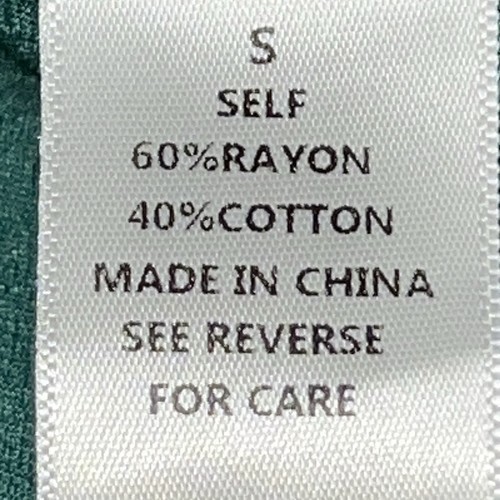 S
SELF
60%RAYON
40%COTTON
MADE IN CHINA
SEE REVERSE
FOR CARE